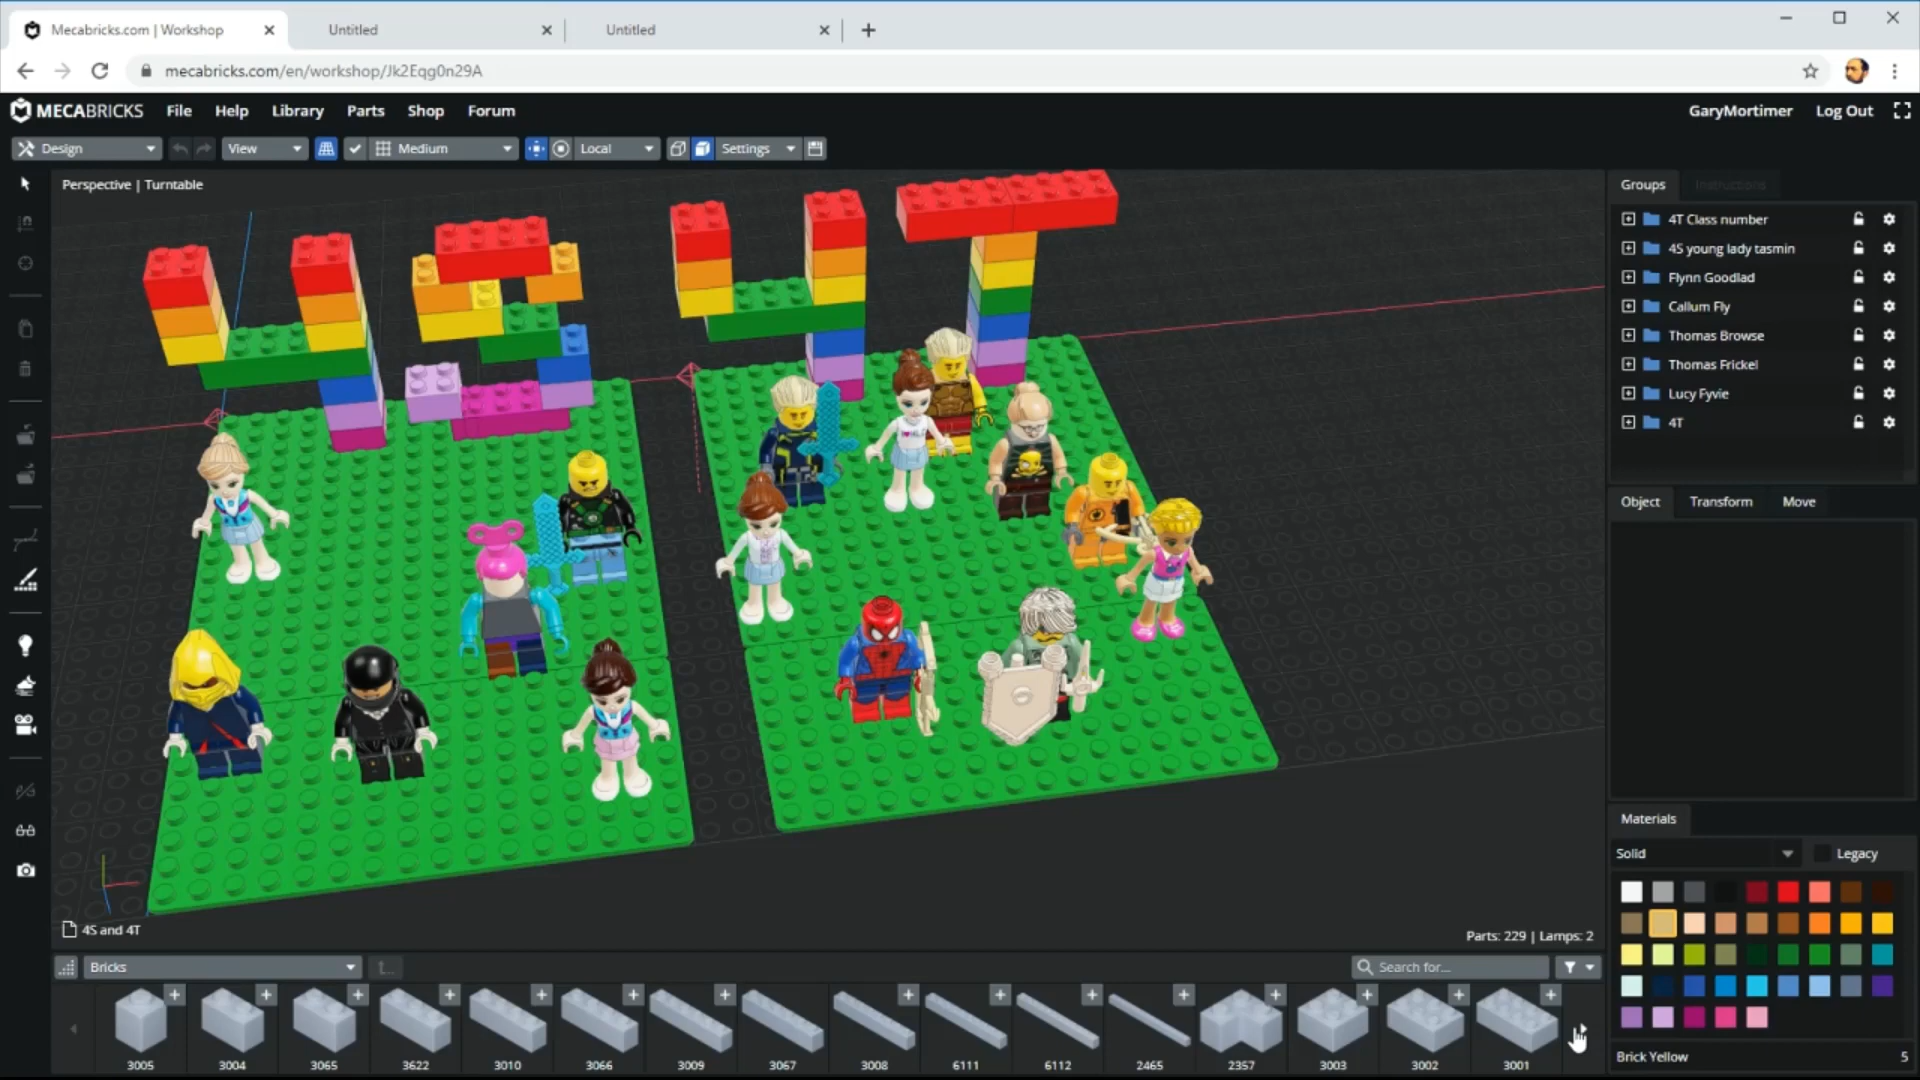 Mecabricks.com | Workshop
Untitled
Untitled
mecabricks.com/en/workshop/Jk2Eqg0n29A
MECABRICKS File Help Library Parts Shop Forum GaryMortimer Log Out
Design View Medium Local Settings
Perspective | Turntable
Groups Instructions
4T Class number
4S young lady tasmin
Flynn Goodlad
Callum Fly
Thomas Browse
Thomas Frickel
Lucy Fyvie
4T
4S 4T
Object Transform Move
Materials
Solid Legacy
Brick Yellow 5
4S and 4T
Parts: 229 | Lamps: 2
Bricks Search for...
3005 3004 3065 3622 3010 3066 3009 3067 3008 6111 6112 2465 2357 3003 3002 3001